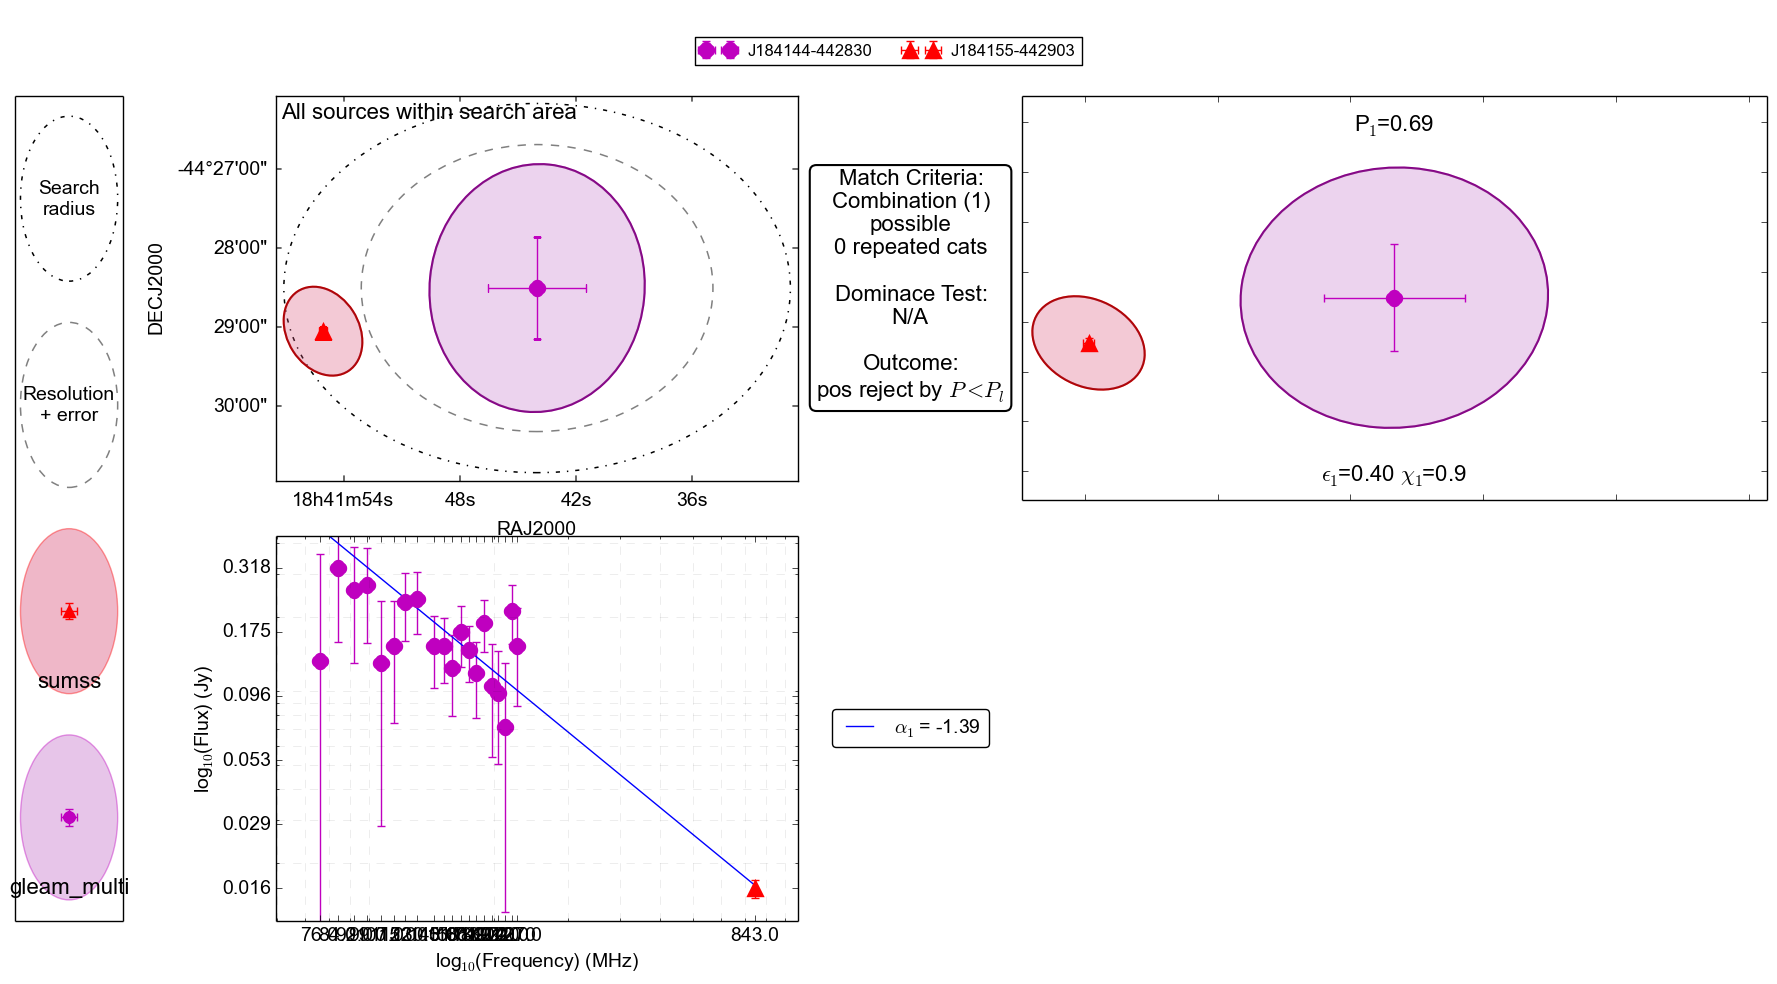 J184144-442830
J184155-442903
Search
radius
Resolution
+ error
sumss
gleam_multi
All sources within search area
DECJ2000
-44°27'00"
28'00"
29'00"
30'00"
18h41m54s
48s
42s
36s
RAJ2000
Match Criteria:
Combination (1)
possible
0 repeated cats
Dominace Test:
N/A
Outcome:
pos reject by P<Pl
P1=0.69
ϵ1=0.40 χ1=0.9
log10(Flux) (Jy)
0.318
0.175
0.096
0.053
0.029
0.016
843.0
log10(Frequency) (MHz)
α1 = -1.39